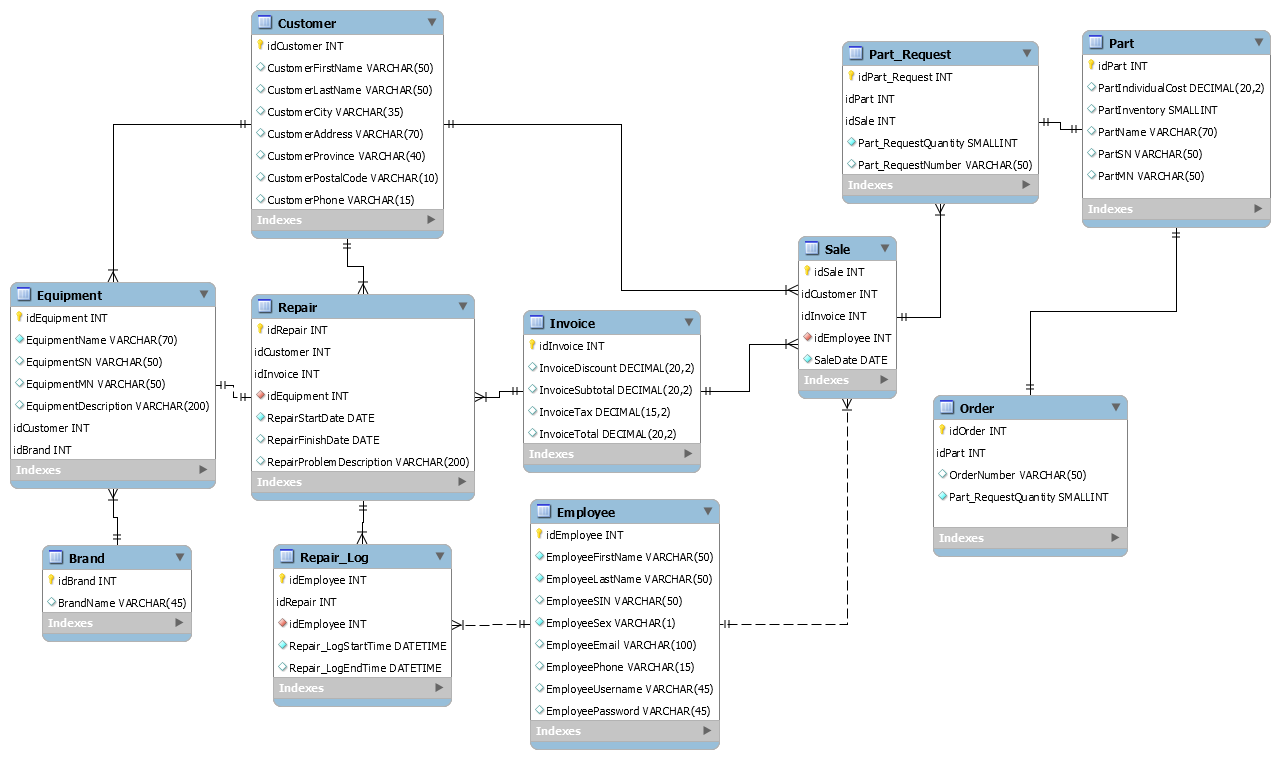 Customer
idCustomer INT
CustomerFirstName VARCHAR(50)
CustomerLastName VARCHAR(50)
CustomerCity VARCHAR(35)
CustomerAddress VARCHAR(70)
CustomerProvince VARCHAR(40)
CustomerPostalCode VARCHAR(10)
CustomerPhone VARCHAR(15)
Indexes
Part_Request
idPart_Request INT
idPart INT
idSale INT
Part_RequestQuantity SMALLINT
Part_RequestNumber VARCHAR(50)
Indexes
Part
idPart INT
PartIndividualCost DECIMAL(20,2)
PartInventory SMALLINT
PartName VARCHAR(70)
PartSN VARCHAR(50)
PartMN VARCHAR(50)
Indexes
Sale
idSale INT
idCustomer INT
idInvoice INT
idEmployee INT
SaleDate DATE
Indexes
Equipment
idEquipment INT
EquipmentName VARCHAR(70)
EquipmentSN VARCHAR(50)
EquipmentMN VARCHAR(50)
EquipmentDescription VARCHAR(200)
idCustomer INT
idBrand INT
Indexes
Repair
idRepair INT
idCustomer INT
idInvoice INT
idEquipment INT
RepairStartDate DATE
RepairFinishDate DATE
RepairProblemDescription VARCHAR(200)
Indexes
Invoice
idInvoice INT
InvoiceDiscount DECIMAL(20,2)
InvoiceSubtotal DECIMAL(20,2)
InvoiceTax DECIMAL(15,2)
InvoiceTotal DECIMAL(20,2)
Indexes
Order
idOrder INT
idPart INT
OrderNumber VARCHAR(50)
Part_RequestQuantity SMALLINT
Indexes
Brand
idBrand INT
BrandName VARCHAR(45)
Indexes
Repair_Log
idEmployee INT
idRepair INT
idEmployee INT
Repair_LogStartTime DATETIME
Repair_LogEndTime DATETIME
Indexes
Employee
idEmployee INT
EmployeeFirstName VARCHAR(50)
EmployeeLastName VARCHAR(50)
EmployeeSIN VARCHAR(50)
EmployeeSex VARCHAR(1)
EmployeeEmail VARCHAR(100)
EmployeePhone VARCHAR(15)
EmployeeUsername VARCHAR(45)
EmployeePassword VARCHAR(45)
Indexes